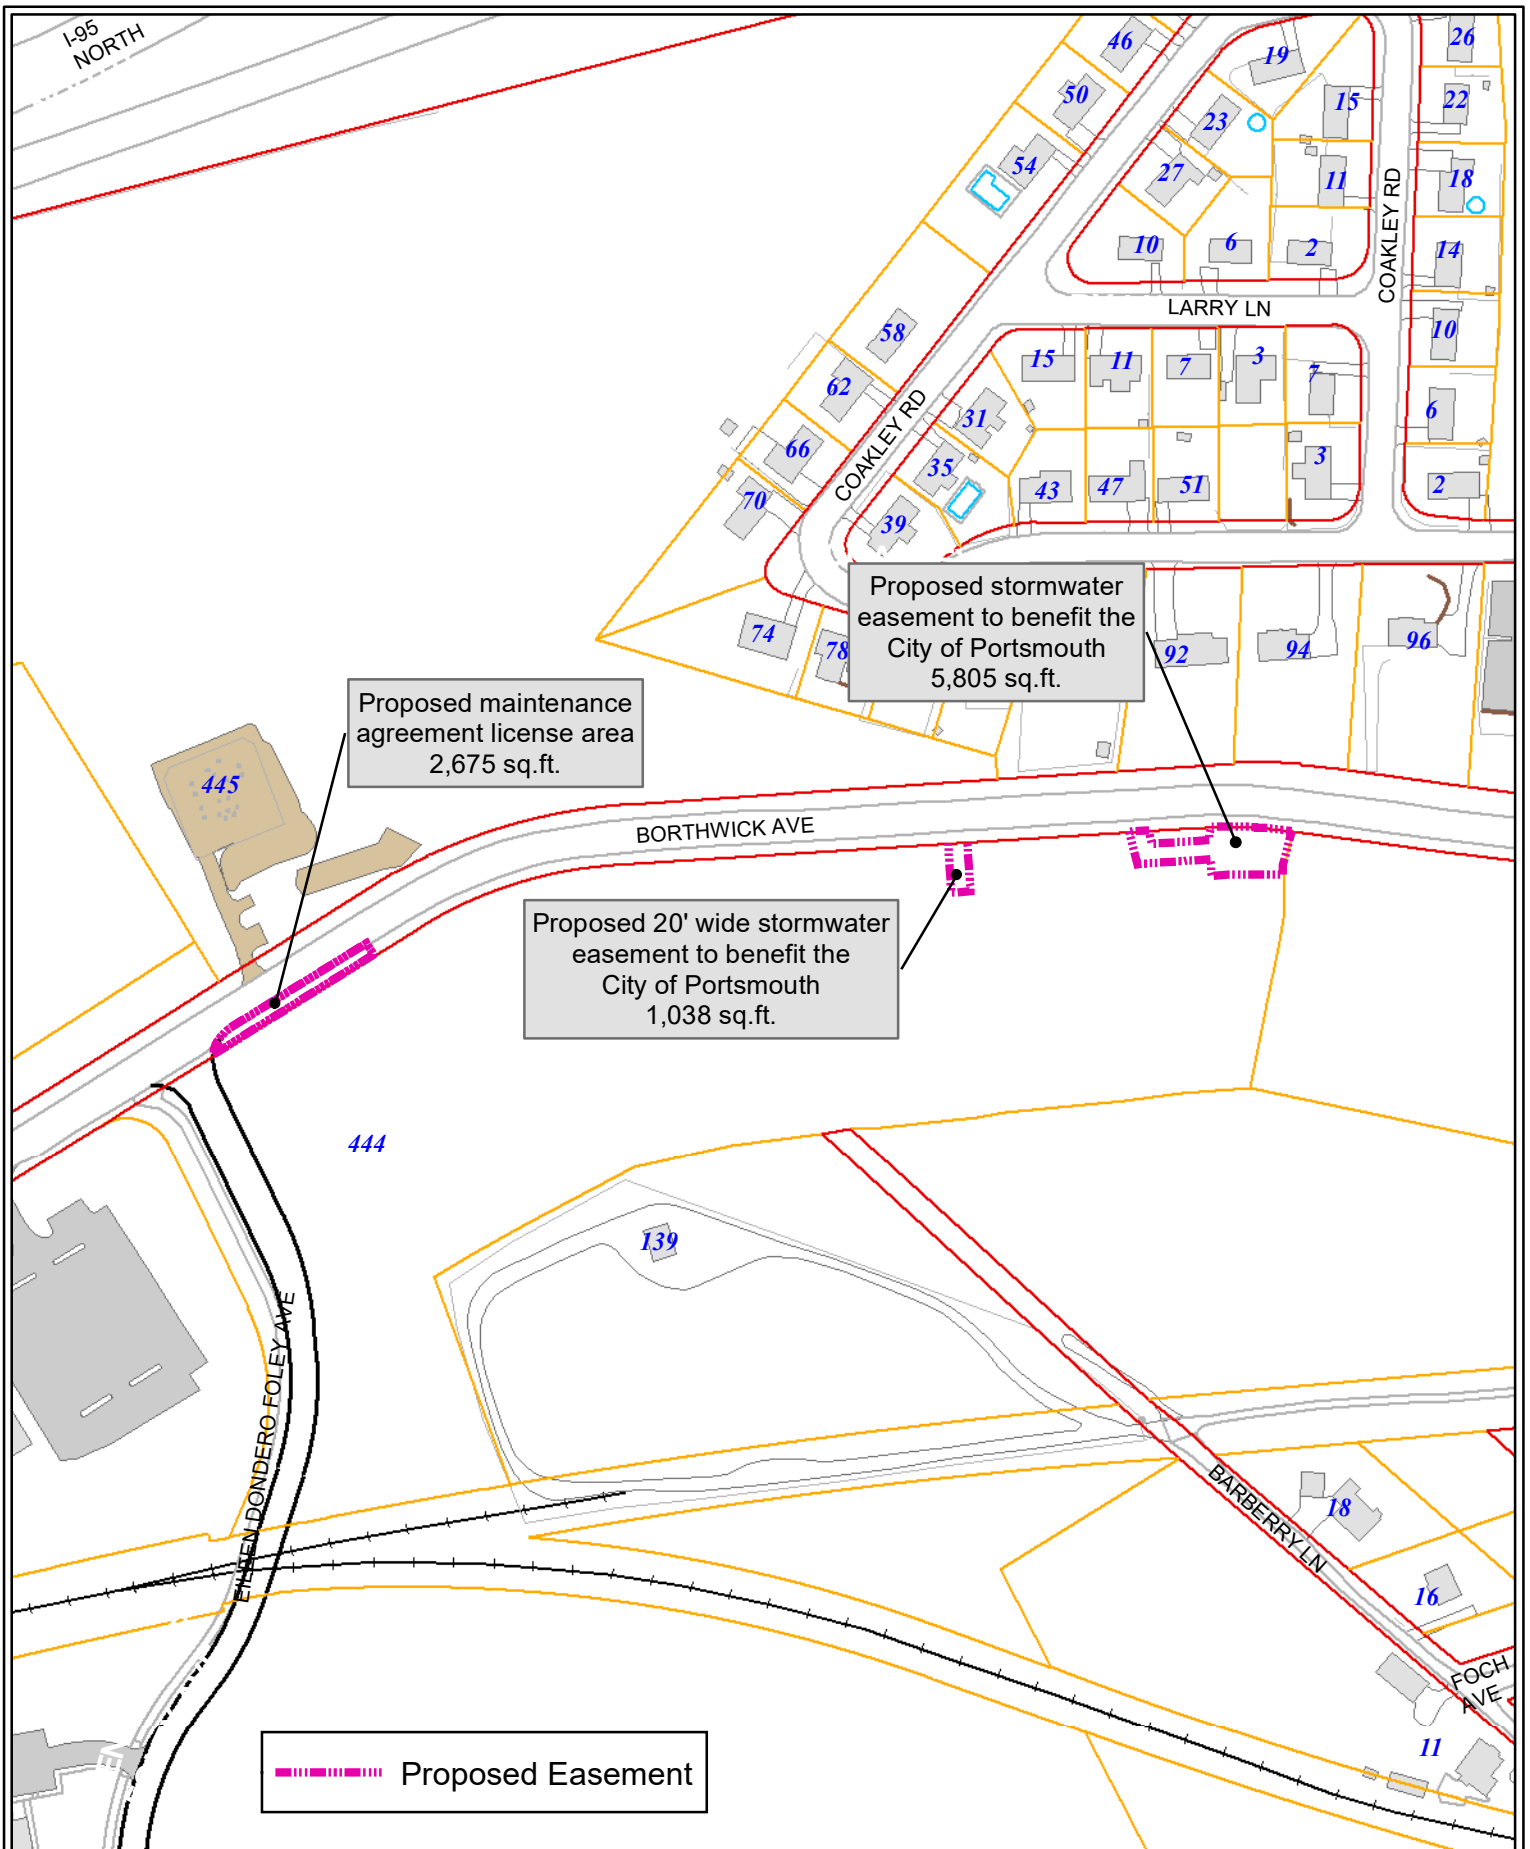 I-95
NORTH
46
19
26
50
15
22
23
54
27
11
18
COAKLEY RD
10
6
2
14
LARRY LN
58
10
15
11
7
3
7
62
COAKLEY RD
31
6
66
35
3
43
47
51
2
70
39
Proposed stormwater
easement to benefit the
City of Portsmouth
5,805 sq.ft.
74
78
92
94
96
Proposed maintenance
agreement license area
2,675 sq.ft.
445
BORTHWICK AVE
Proposed 20' wide stormwater
easement to benefit the
City of Portsmouth
1,038 sq.ft.
444
139
EILEEN DONDERO FOLEY AVE
BARBERRY LN
18
16
FOCH
AVE
11
Proposed Easement